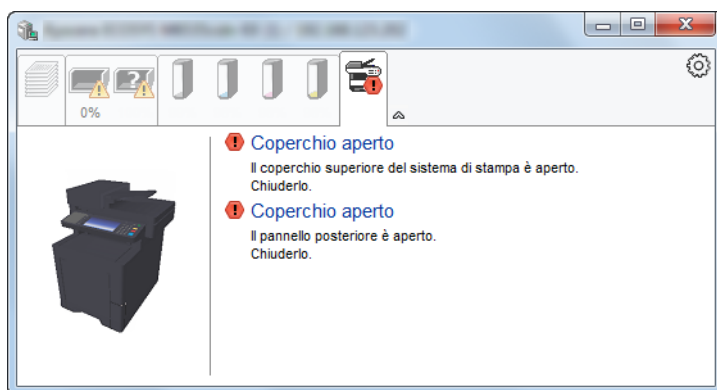 0%
Coperchio aperto
Il coperchio superiore del sistema di stampa è aperto.
Chiuderlo.
Coperchio aperto
Il pannello posteriore è aperto.
Chiuderlo.